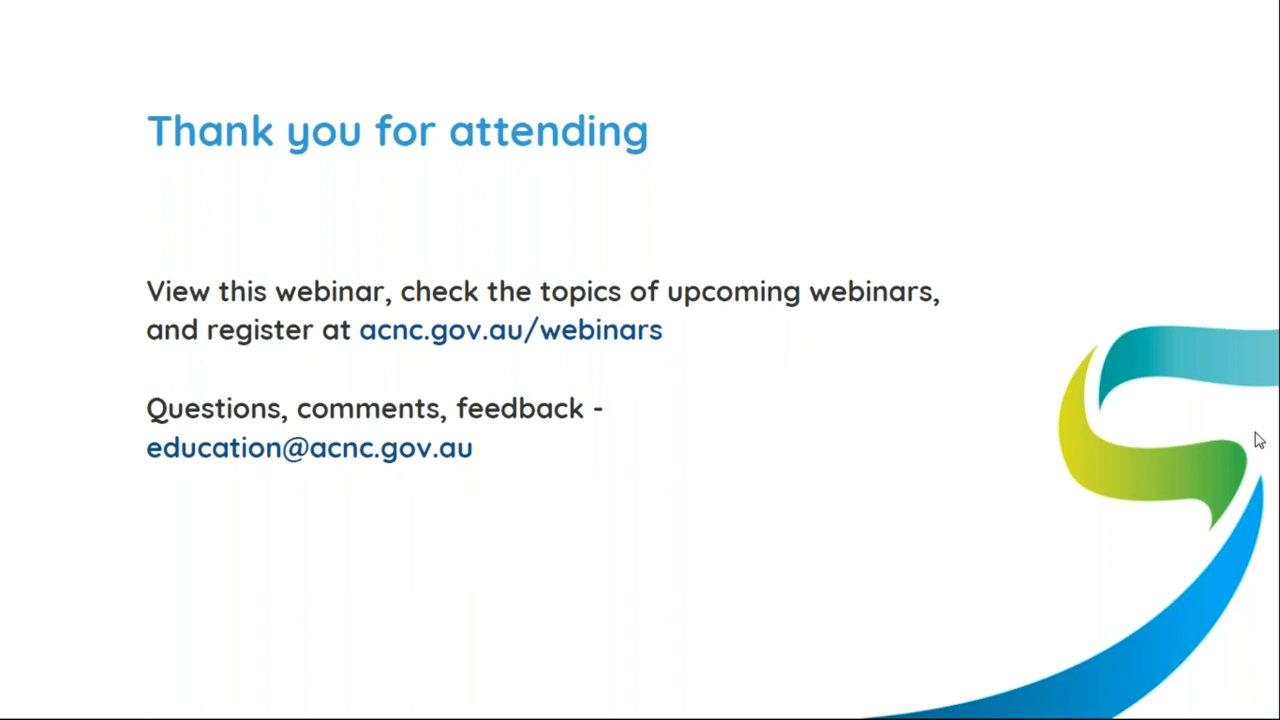 Thank you for attending
View this webinar, check the topics of upcoming webinars,
and register at acnc.gov.au/webinars
Questions, comments, feedback -
education@acnc.gov.au